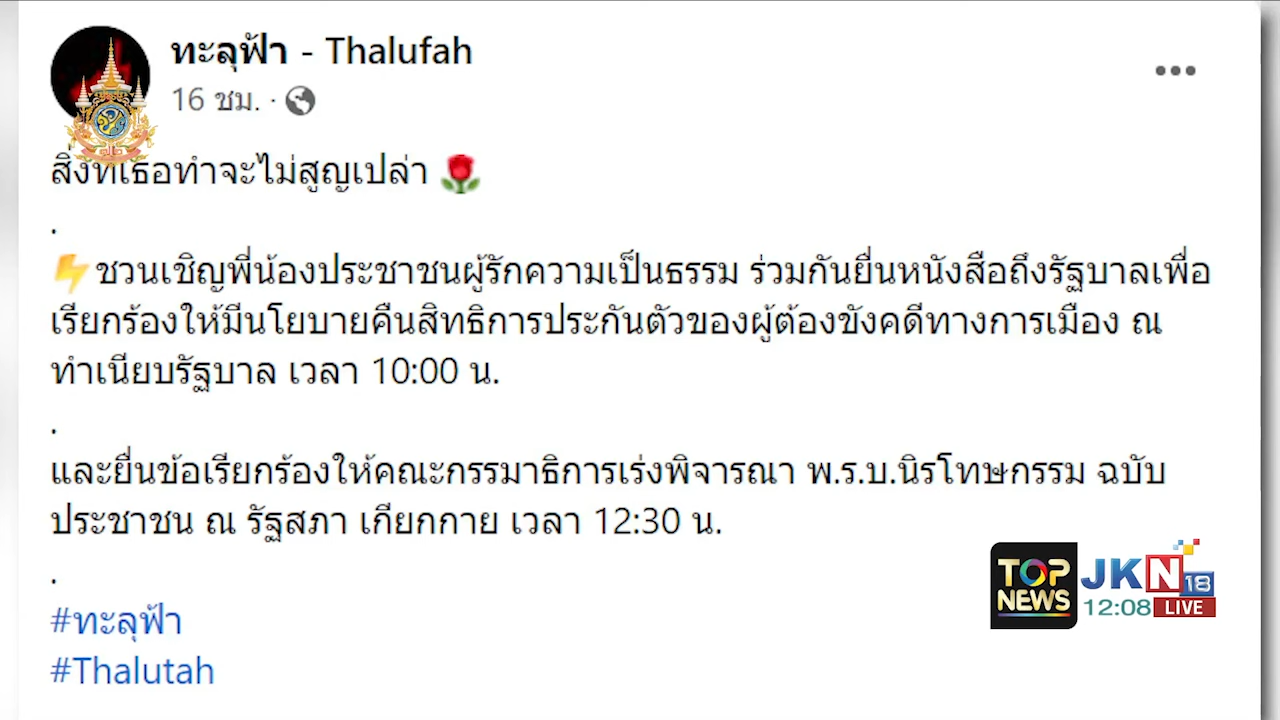 ทะลุฟ้า - Thalufah
16 ชม. ·
สิ่งที่เธอทำจะไม่สูญเปล่า 🌹
.
⚡ชวนเชิญพี่น้องประชาชนผู้รักความเป็นธรรม ร่วมกันยื่นหนังสือถึงรัฐบาลเพื่อ
เรียกร้องให้มีนโยบายคืนสิทธิการประกันตัวของผู้ต้องขังคดีทางการเมือง ณ
ทำเนียบรัฐบาล เวลา 10:00 น.
.
และยื่นข้อเรียกร้องให้คณะกรรมาธิการเร่งพิจารณา พ.ร.บ.นิรโทษกรรม ฉบับ
ประชาชน ณ รัฐสภา เกียกกาย เวลา 12:30 น.
.
#ทะลุฟ้า
#Thalutah
TOP NEWS
JKN 18
12:08 LIVE